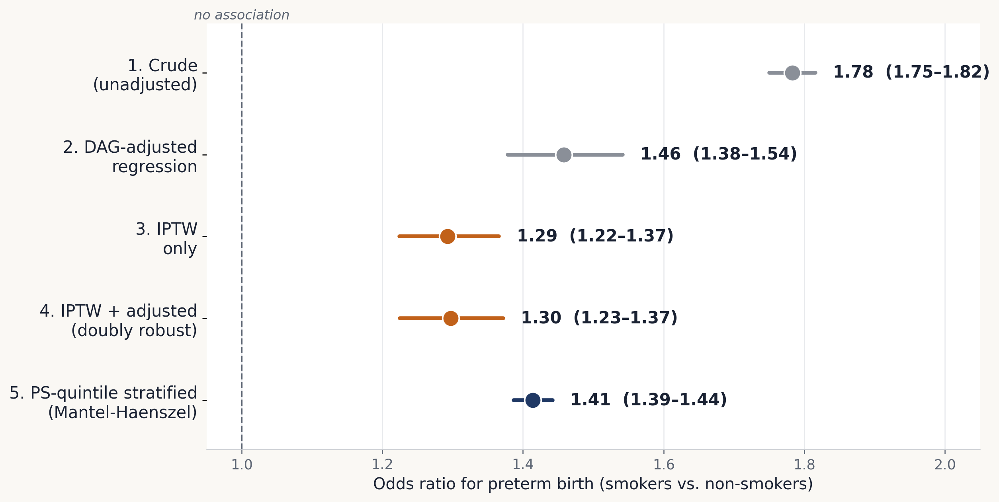 no association
1. Crude
(unadjusted)
1.78 (1.75–1.82)
2. DAG-adjusted
regression
1.46 (1.38–1.54)
3. IPTW
only
1.29 (1.22–1.37)
4. IPTW + adjusted
(doubly robust)
1.30 (1.23–1.37)
5. PS-quintile stratified
(Mantel-Haenszel)
1.41 (1.39–1.44)
1.0 1.2 1.4 1.6 1.8 2.0
Odds ratio for preterm birth (smokers vs. non-smokers)